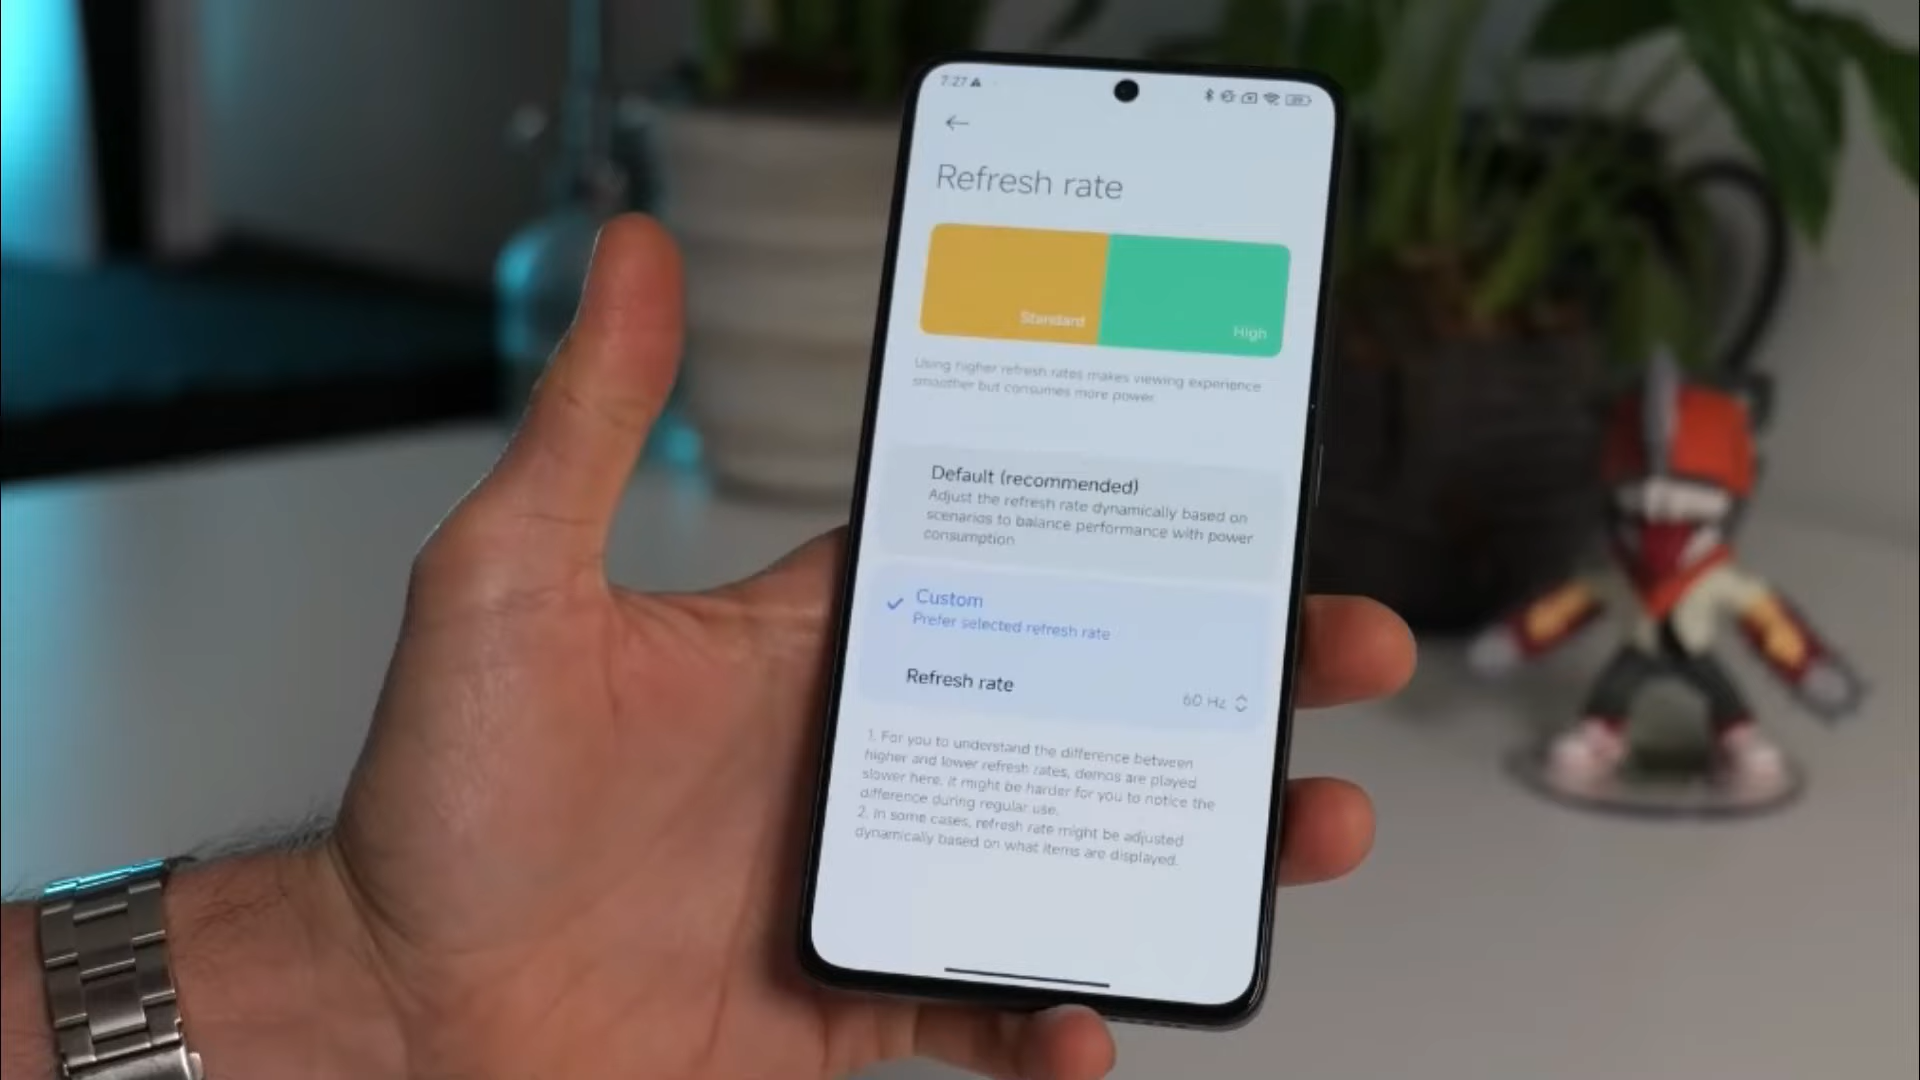 7:27
Refresh rate
Standard
High
Using higher refresh rates makes viewing experience
smoother but consumes more power.
Default (recommended)
Adjust the refresh rate dynamically based on
scenarios to balance performance with power
consumption
Custom
Prefer selected refresh rate
Refresh rate
60 Hz
1. For you to understand the difference between
higher and lower refresh rates, demos are played
slower here. It might be harder for you to notice the
difference during regular use.
2. In some cases, refresh rate might be adjusted
dynamically based on what items are displayed.